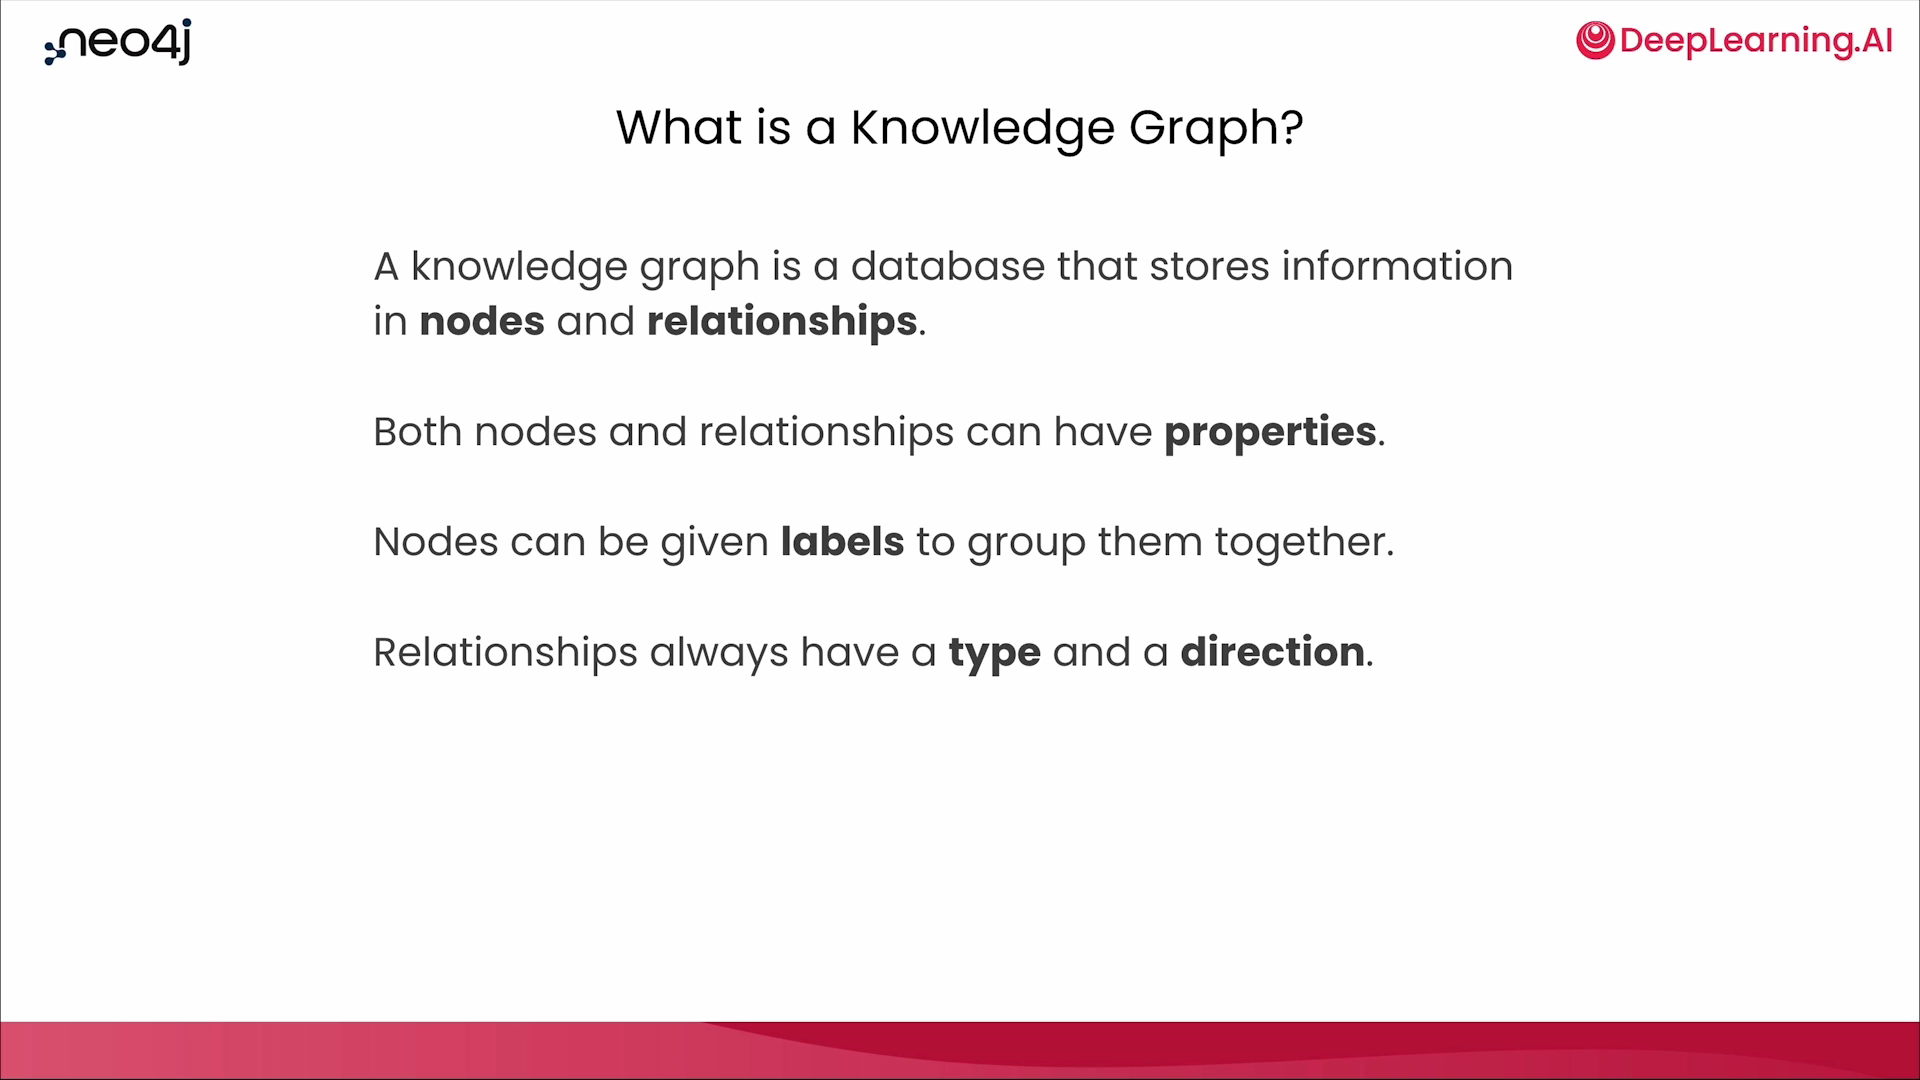 neo4j
DeepLearning.AI
What is a Knowledge Graph?
A knowledge graph is a database that stores information
in nodes and relationships.
Both nodes and relationships can have properties.
Nodes can be given labels to group them together.
Relationships always have a type and a direction.